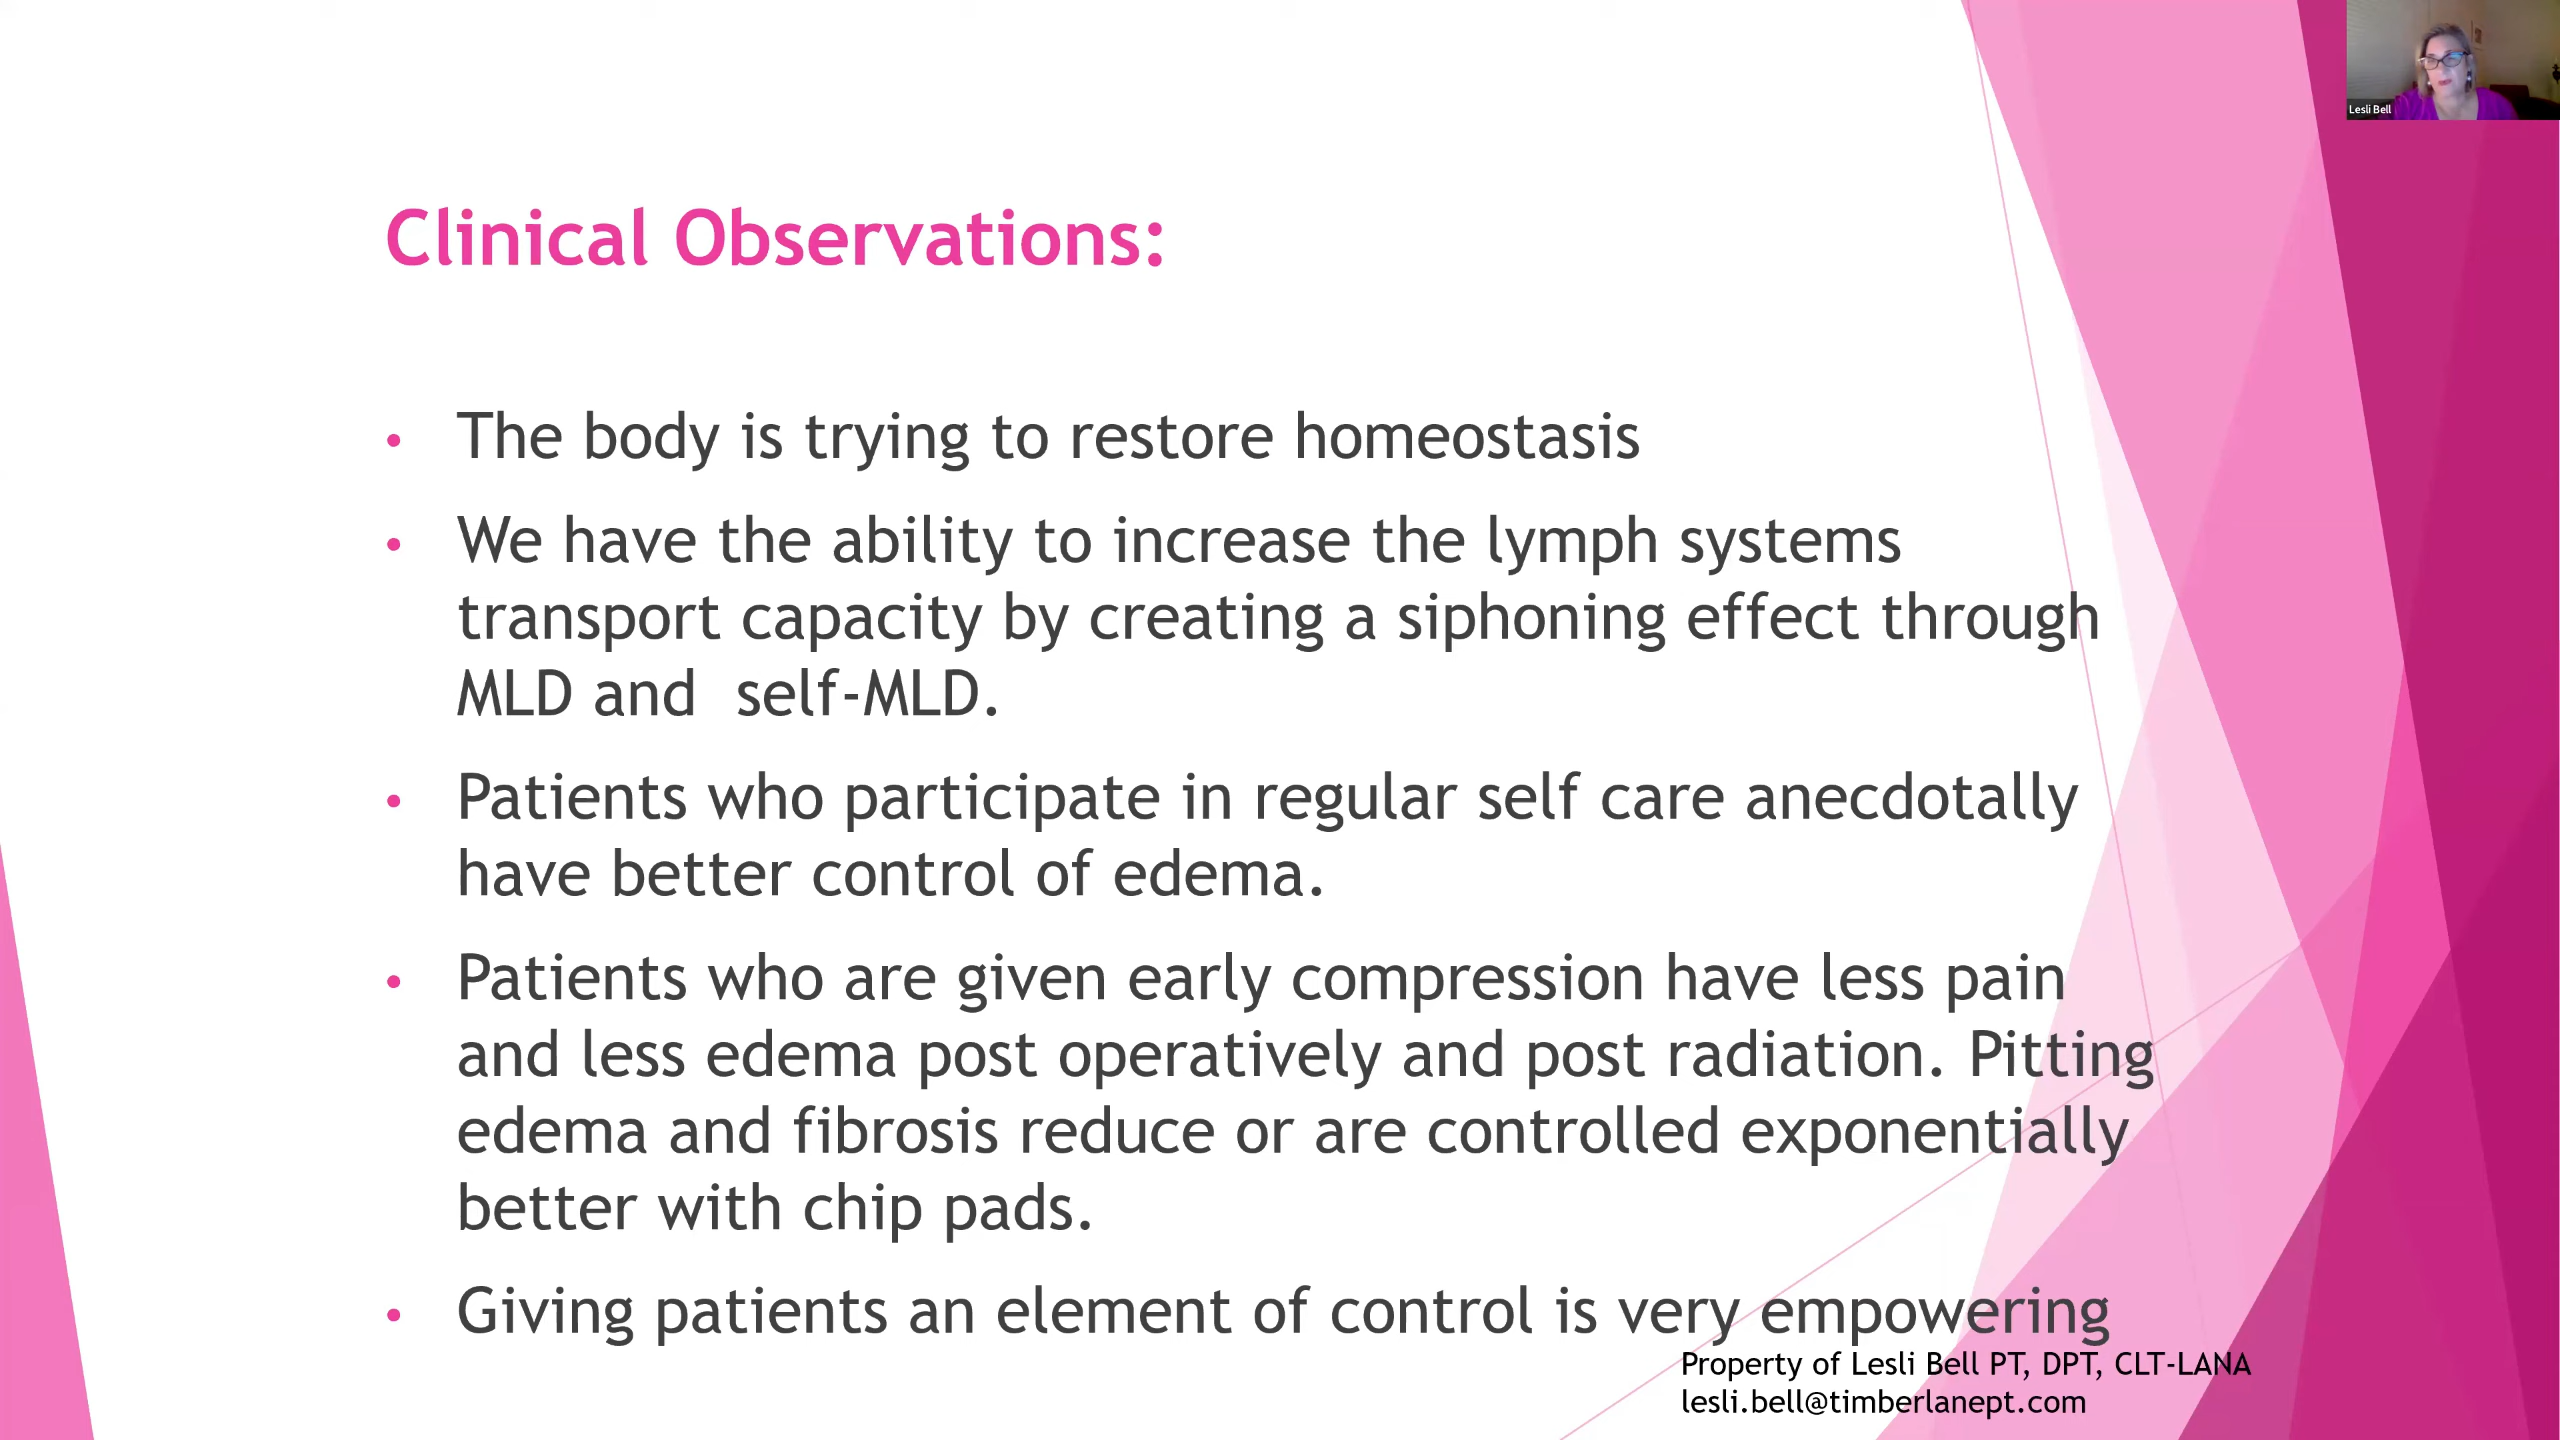 Lesli Bell
Clinical Observations:
• The body is trying to restore homeostasis
• We have the ability to increase the lymph systems
transport capacity by creating a siphoning effect through
MLD and  self-MLD.
• Patients who participate in regular self care anecdotally
have better control of edema.
• Patients who are given early compression have less pain
and less edema post operatively and post radiation. Pitting
edema and fibrosis reduce or are controlled exponentially
better with chip pads.
• Giving patients an element of control is very empowering
Property of Lesli Bell PT, DPT, CLT-LANA
lesli.bell@timberlanept.com